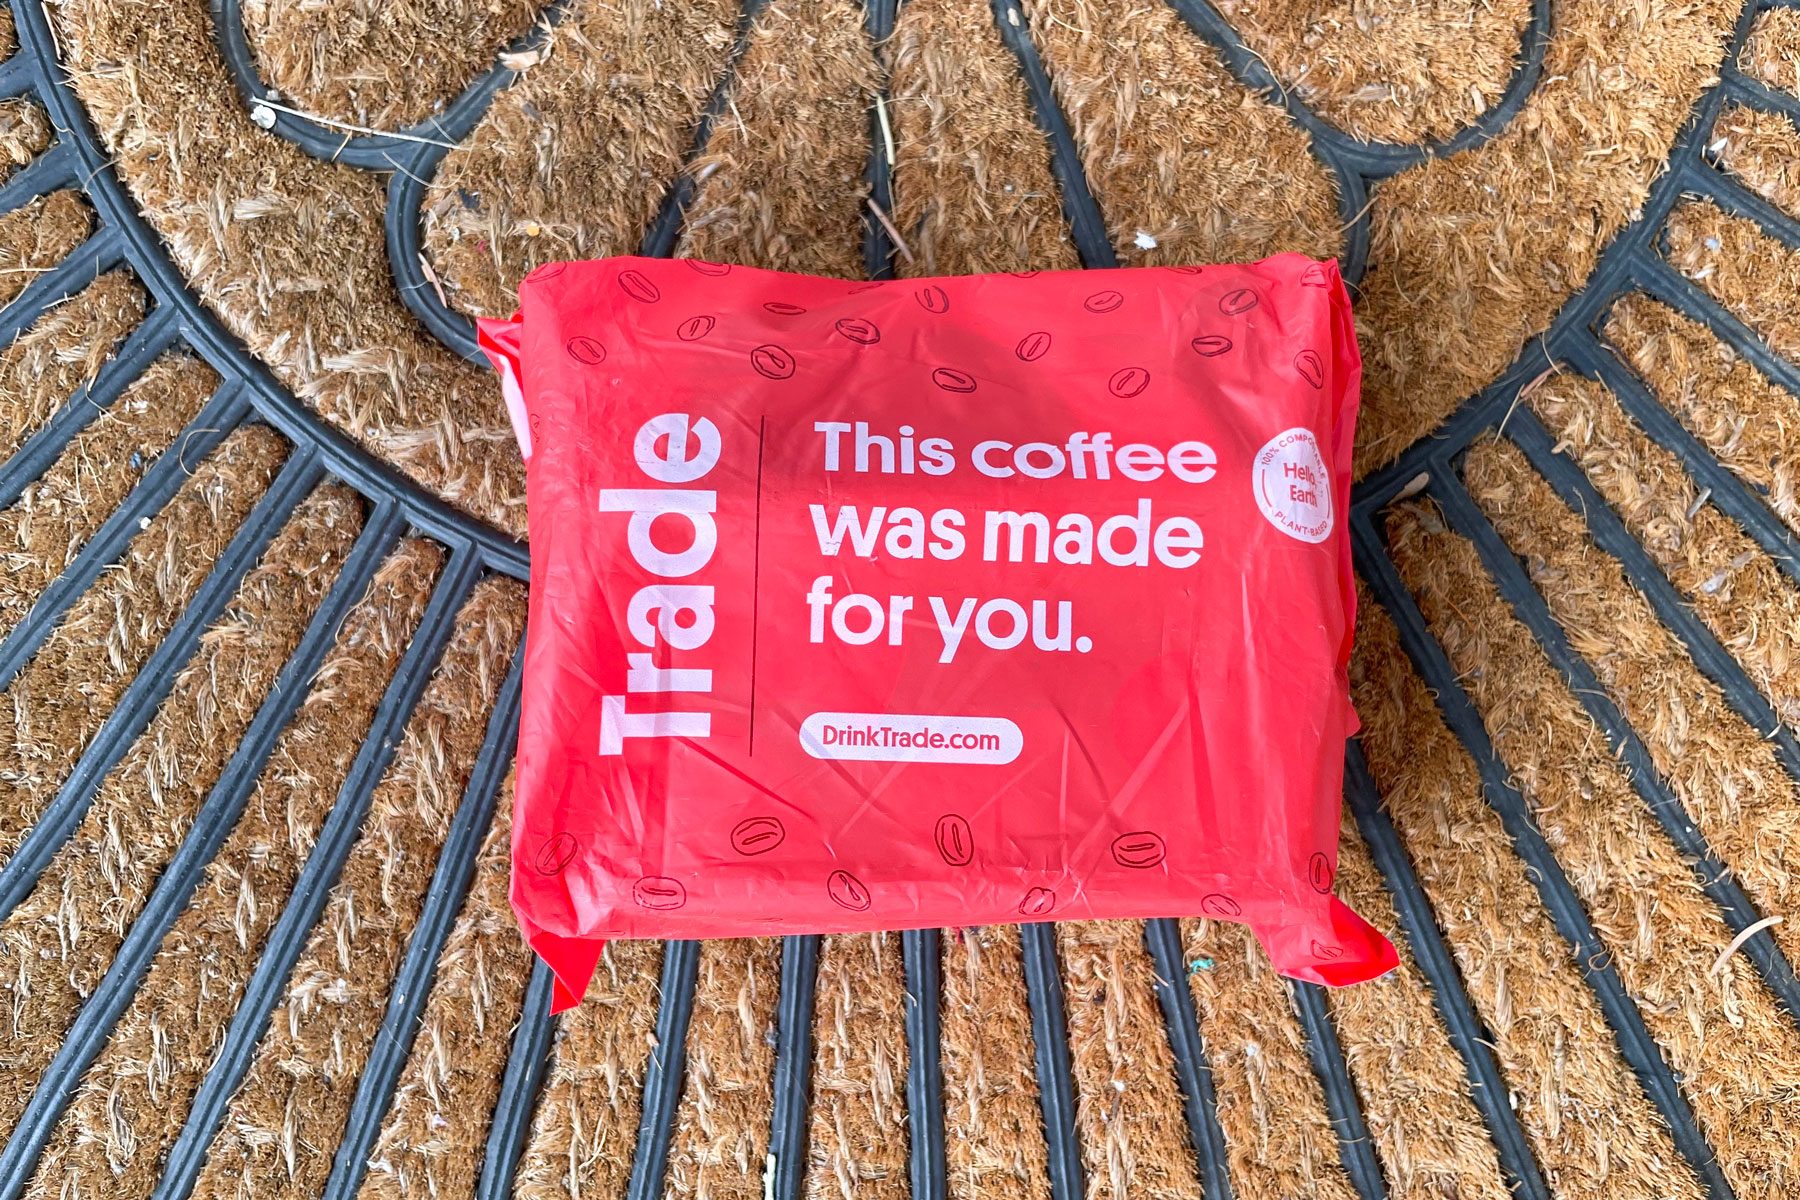 Trade
This coffee
was made
for you.
DrinkTrade.com
100% COMPOSTABLE
Hello
Earth
PLANT-BASED